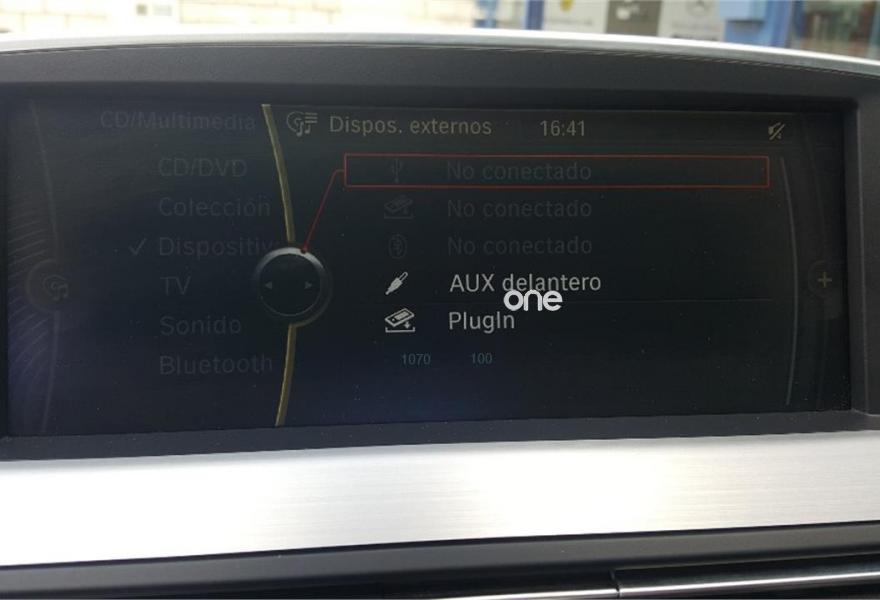 CD/Multimedia
Dispos. externos 16:41
CD/DVD
No conectado
Colección
No conectado
Dispositiv
No conectado
TV
AUX delantero
one
Sonido
PlugIn
Bluetooth
1070 100